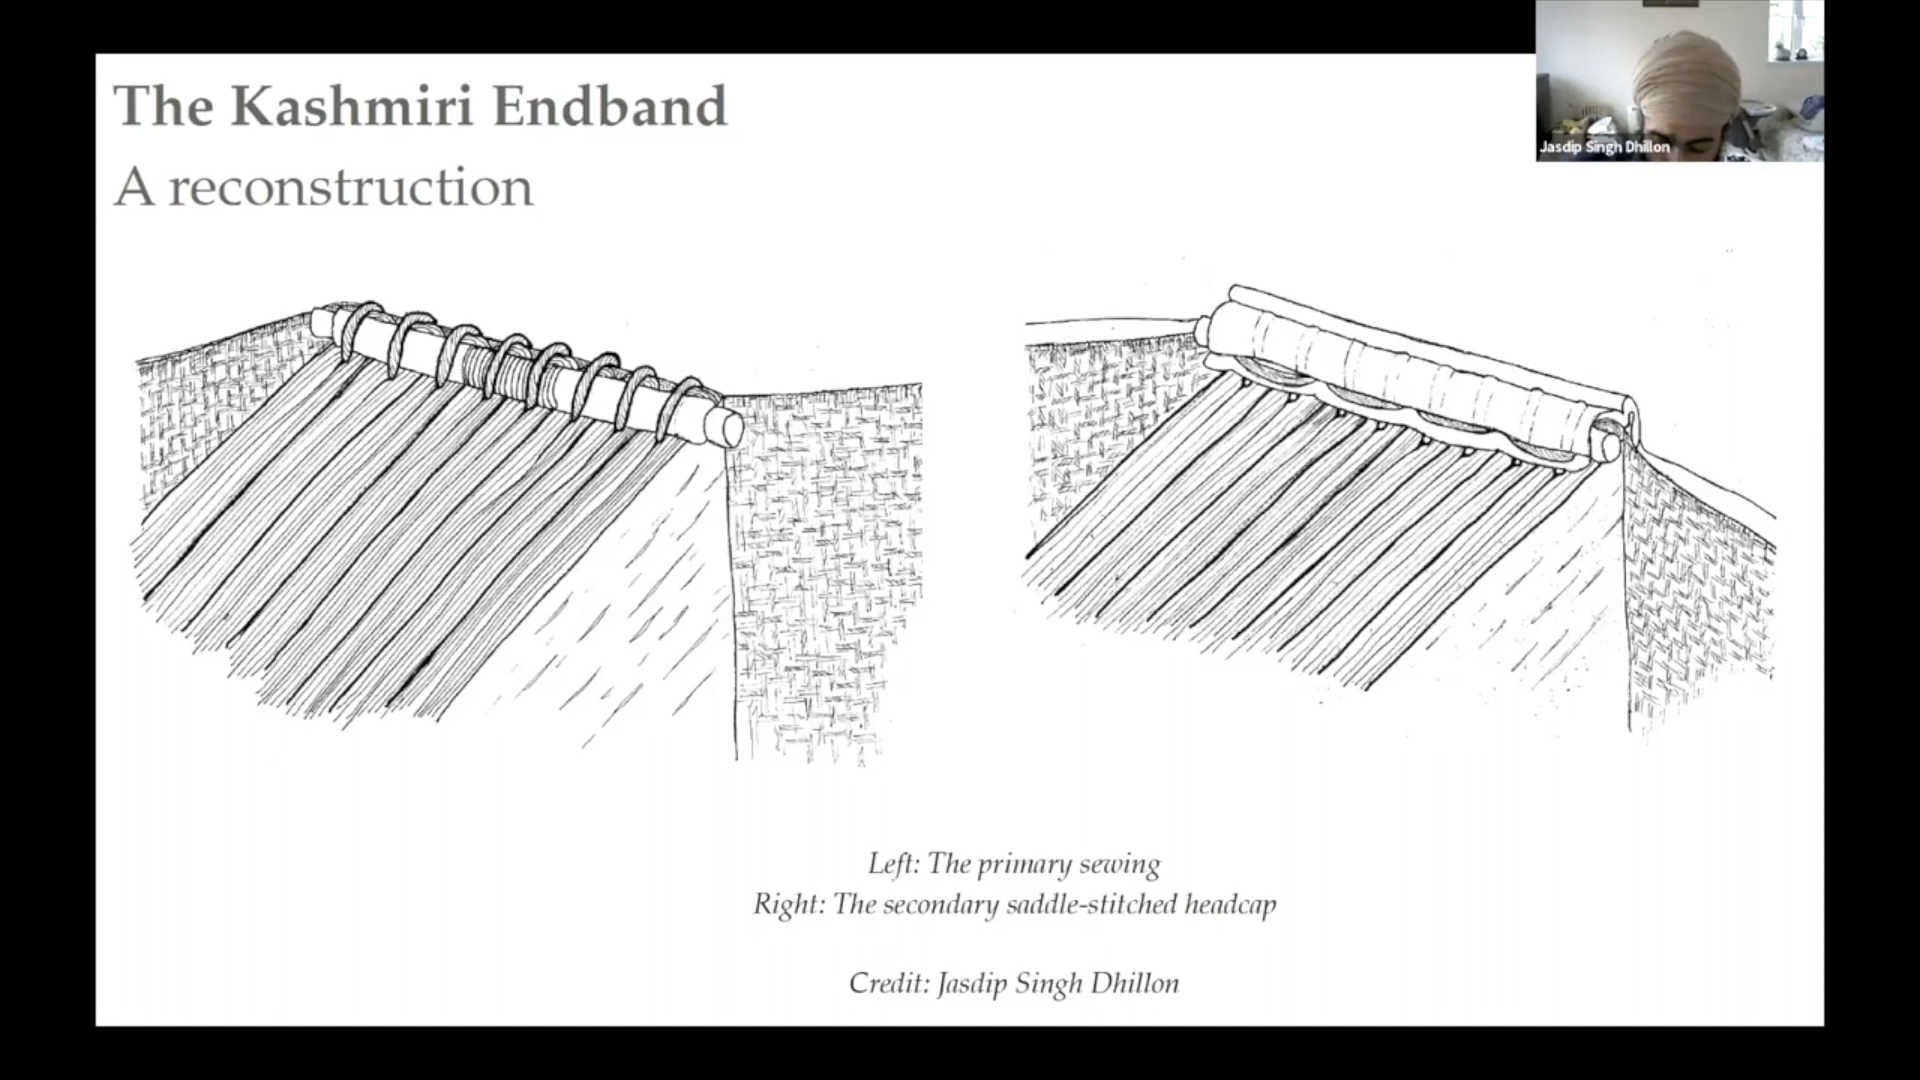 The Kashmiri Endband
A reconstruction
Jasdip Singh Dhillon
Left: The primary sewing
Right: The secondary saddle-stitched headcap
Credit: Jasdip Singh Dhillon